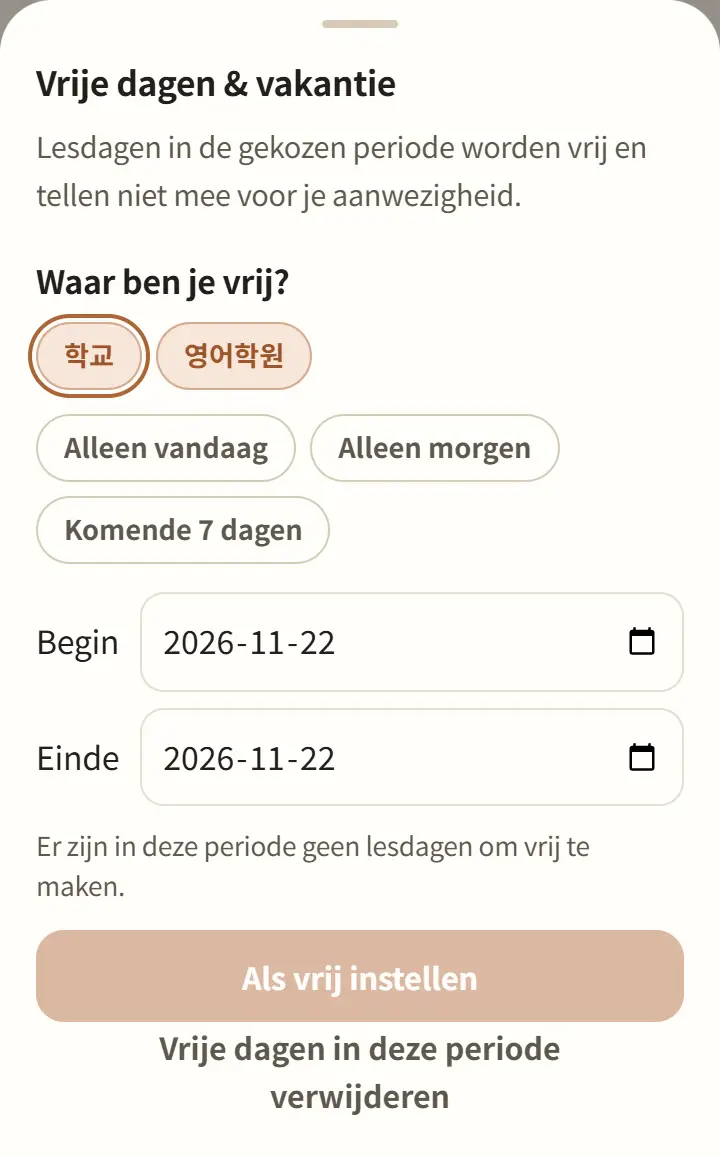 Vrije dagen & vakantie
Lesdagen in de gekozen periode worden vrij en
tellen niet mee voor je aanwezigheid.
Waar ben je vrij?
학교 영어학원
Alleen vandaag Alleen morgen
Komende 7 dagen
Begin 2026-11-22
Einde 2026-11-22
Er zijn in deze periode geen lesdagen om vrij te
maken.
Als vrij instellen
Vrije dagen in deze periode
verwijderen